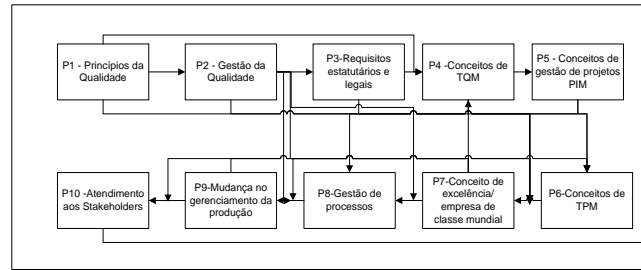 P1 - Princípios da
Qualidade
P2 - Gestão da
Qualidade
P3-Requisitos
estatutários e
legais
P4 -Conceitos de
TQM
P5 - Conceitos de
gestão de projetos
PIM
P10 -Atendimento
aos Stakeholders
P9-Mudança no
gerenciamento da
produção
P8-Gestão de
processos
P7-Conceito de
excelência/
empresa de
classe mundial
P6-Conceitos de
TPM